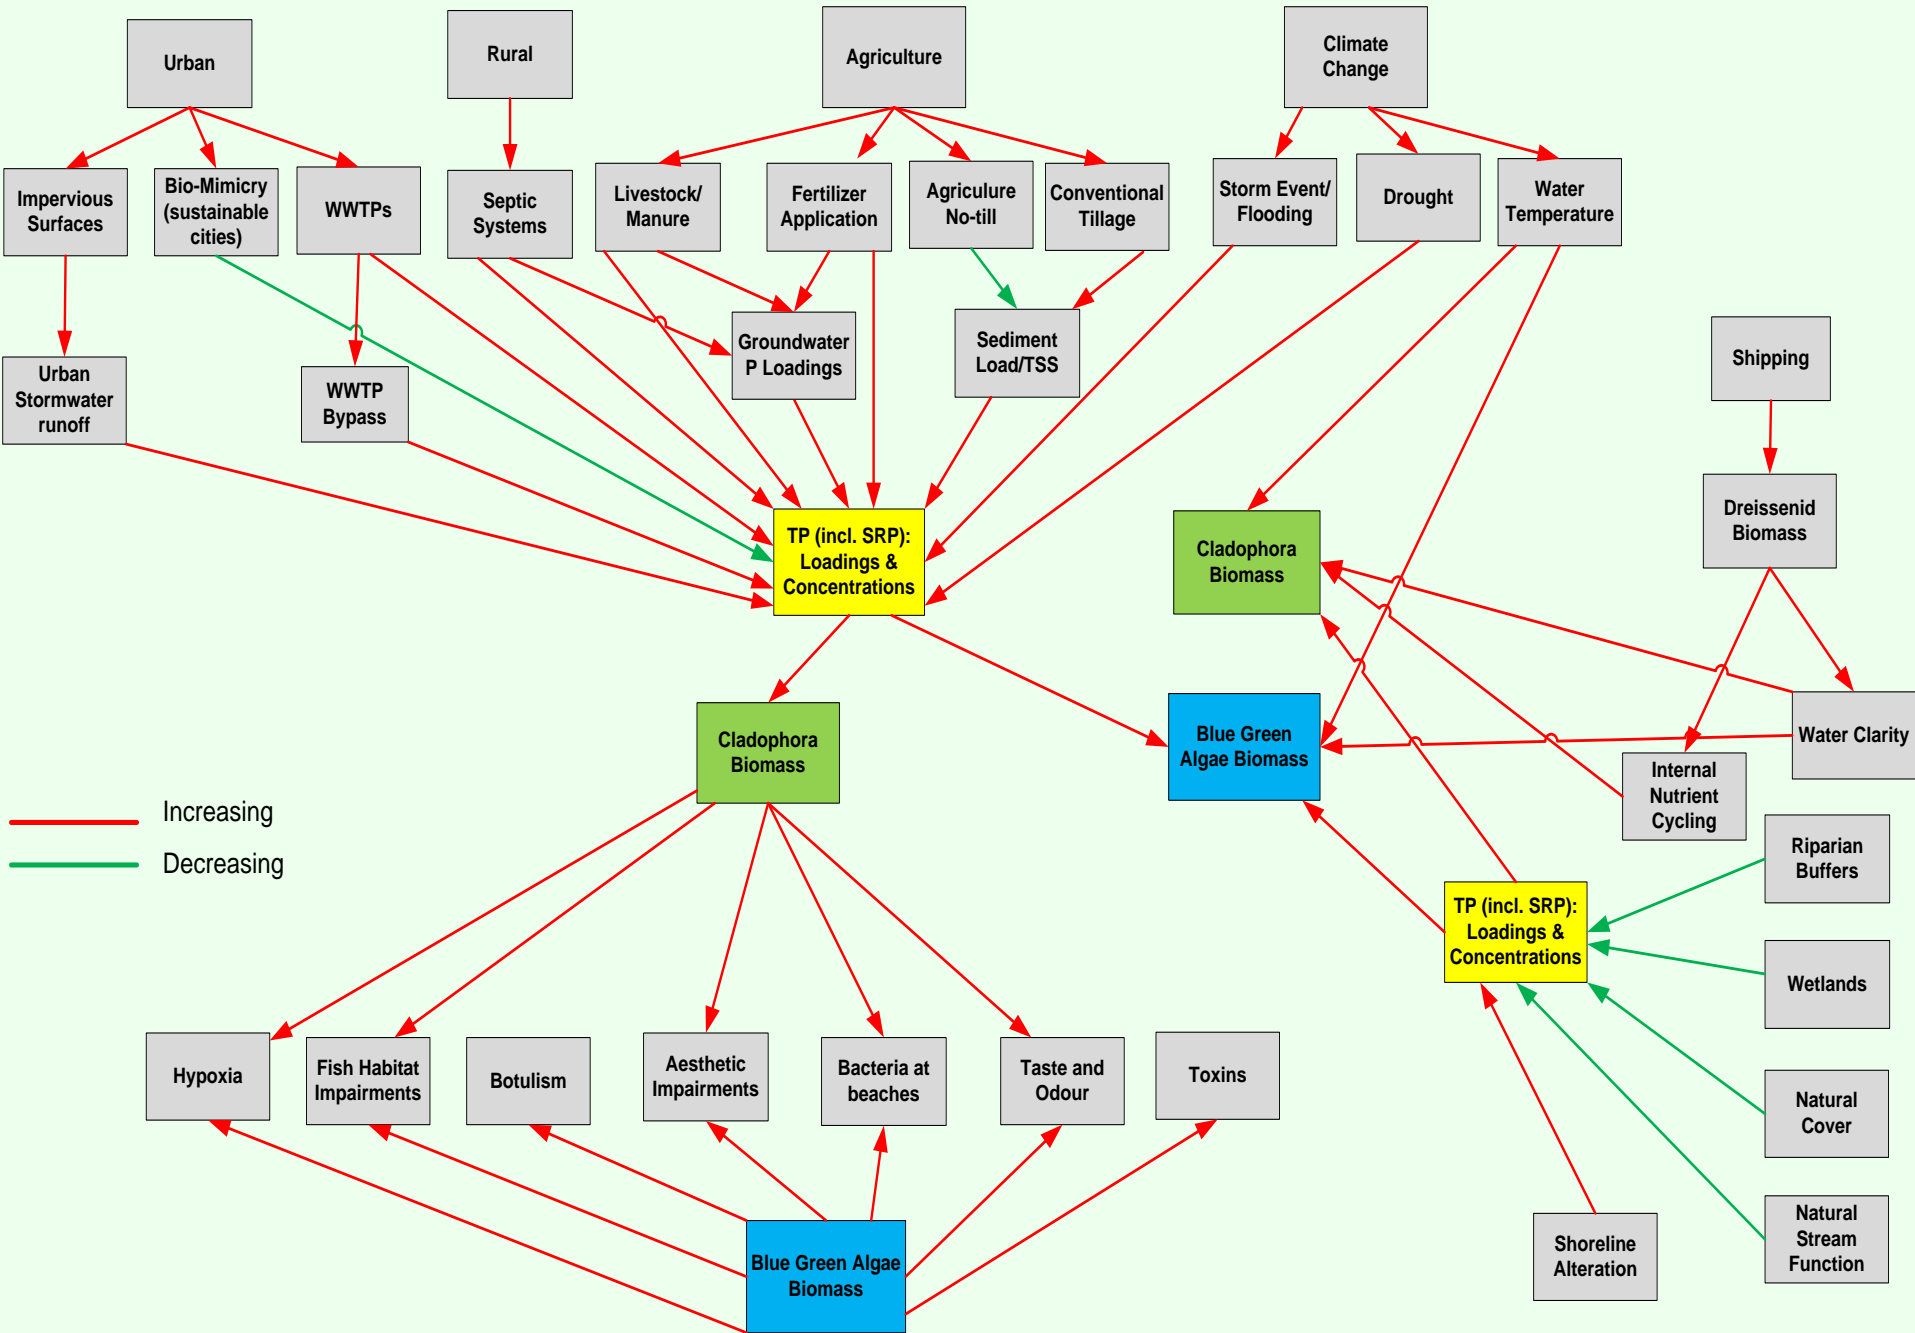 Urban
Rural
Agriculture
Climate
Change
Impervious
Surfaces
Bio-Mimicry
(sustainable
cities)
WWTPs
Septic
Systems
Livestock/
Manure
Fertilizer
Application
Agriculure
No-till
Conventional
Tillage
Storm Event/
Flooding
Drought
Water
Temperature
Urban
Stormwater
runoff
WWTP
Bypass
Groundwater
P Loadings
Sediment
Load/TSS
Shipping
TP (incl. SRP):
Loadings &
Concentrations
Cladophora
Biomass
Dreissenid
Biomass
Cladophora
Biomass
Blue Green
Algae Biomass
Water Clarity
Internal
Nutrient
Cycling
Increasing
Decreasing
Riparian
Buffers
TP (incl. SRP):
Loadings &
Concentrations
Wetlands
Hypoxia
Fish Habitat
Impairments
Botulism
Aesthetic
Impairments
Bacteria at
beaches
Taste and
Odour
Toxins
Natural
Cover
Blue Green Algae
Biomass
Shoreline
Alteration
Natural
Stream
Function